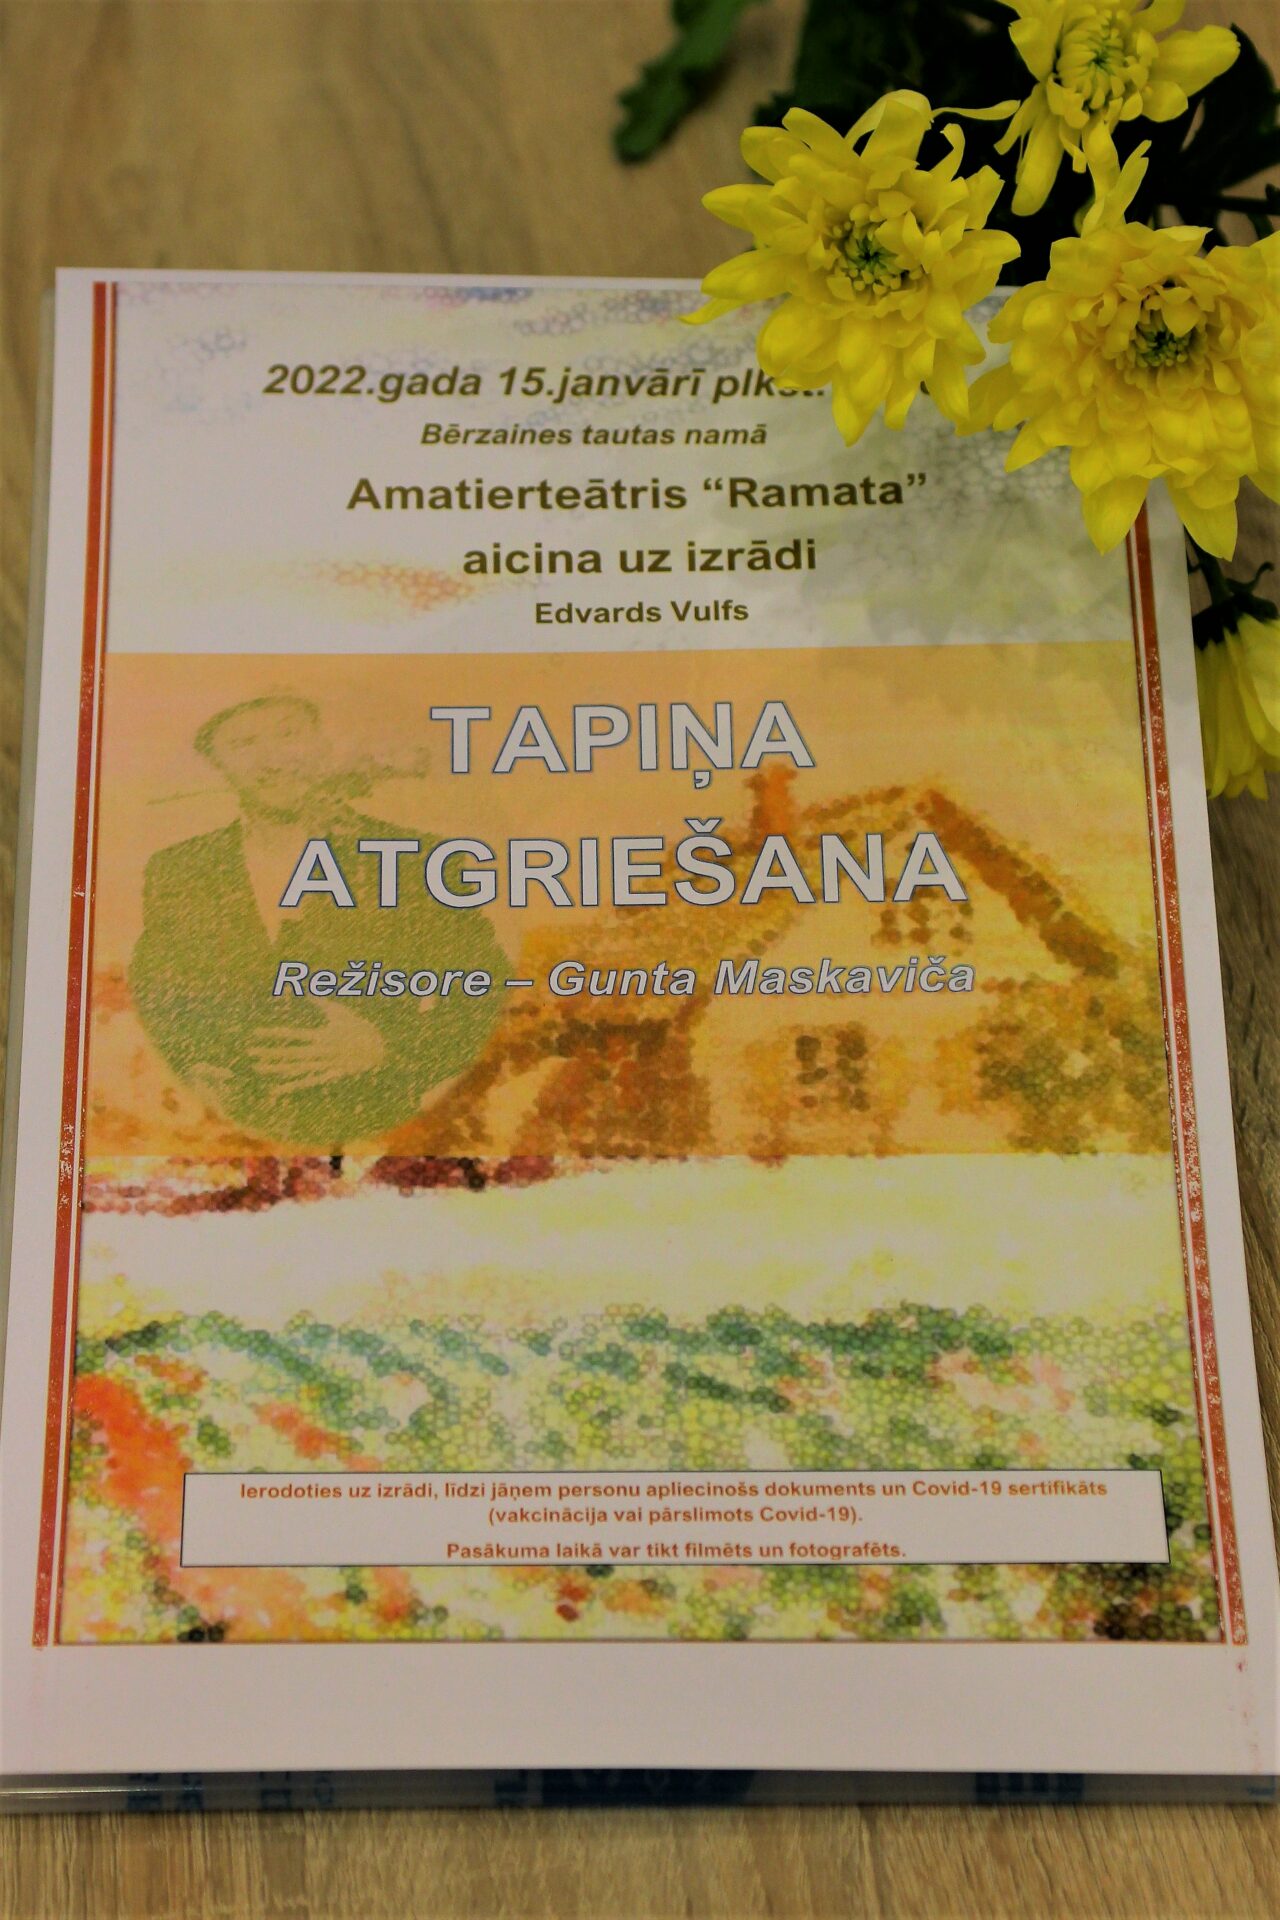 2022.gada 15.janvārī plkst.
Bērzaines tautas namā
Amatierteātris “Ramata”
aicina uz izrādi
Edvards Vulfs
TAPIŅA
ATGRIEŠANA
Režisore – Gunta Maskaviča
Ierodoties uz izrādi, līdzi jāņem personu apliecinošs dokuments un Covid-19 sertifikāts
(vakcinācija vai pārslimots Covid-19).
Pasākuma laikā var tikt filmēts un fotografēts.